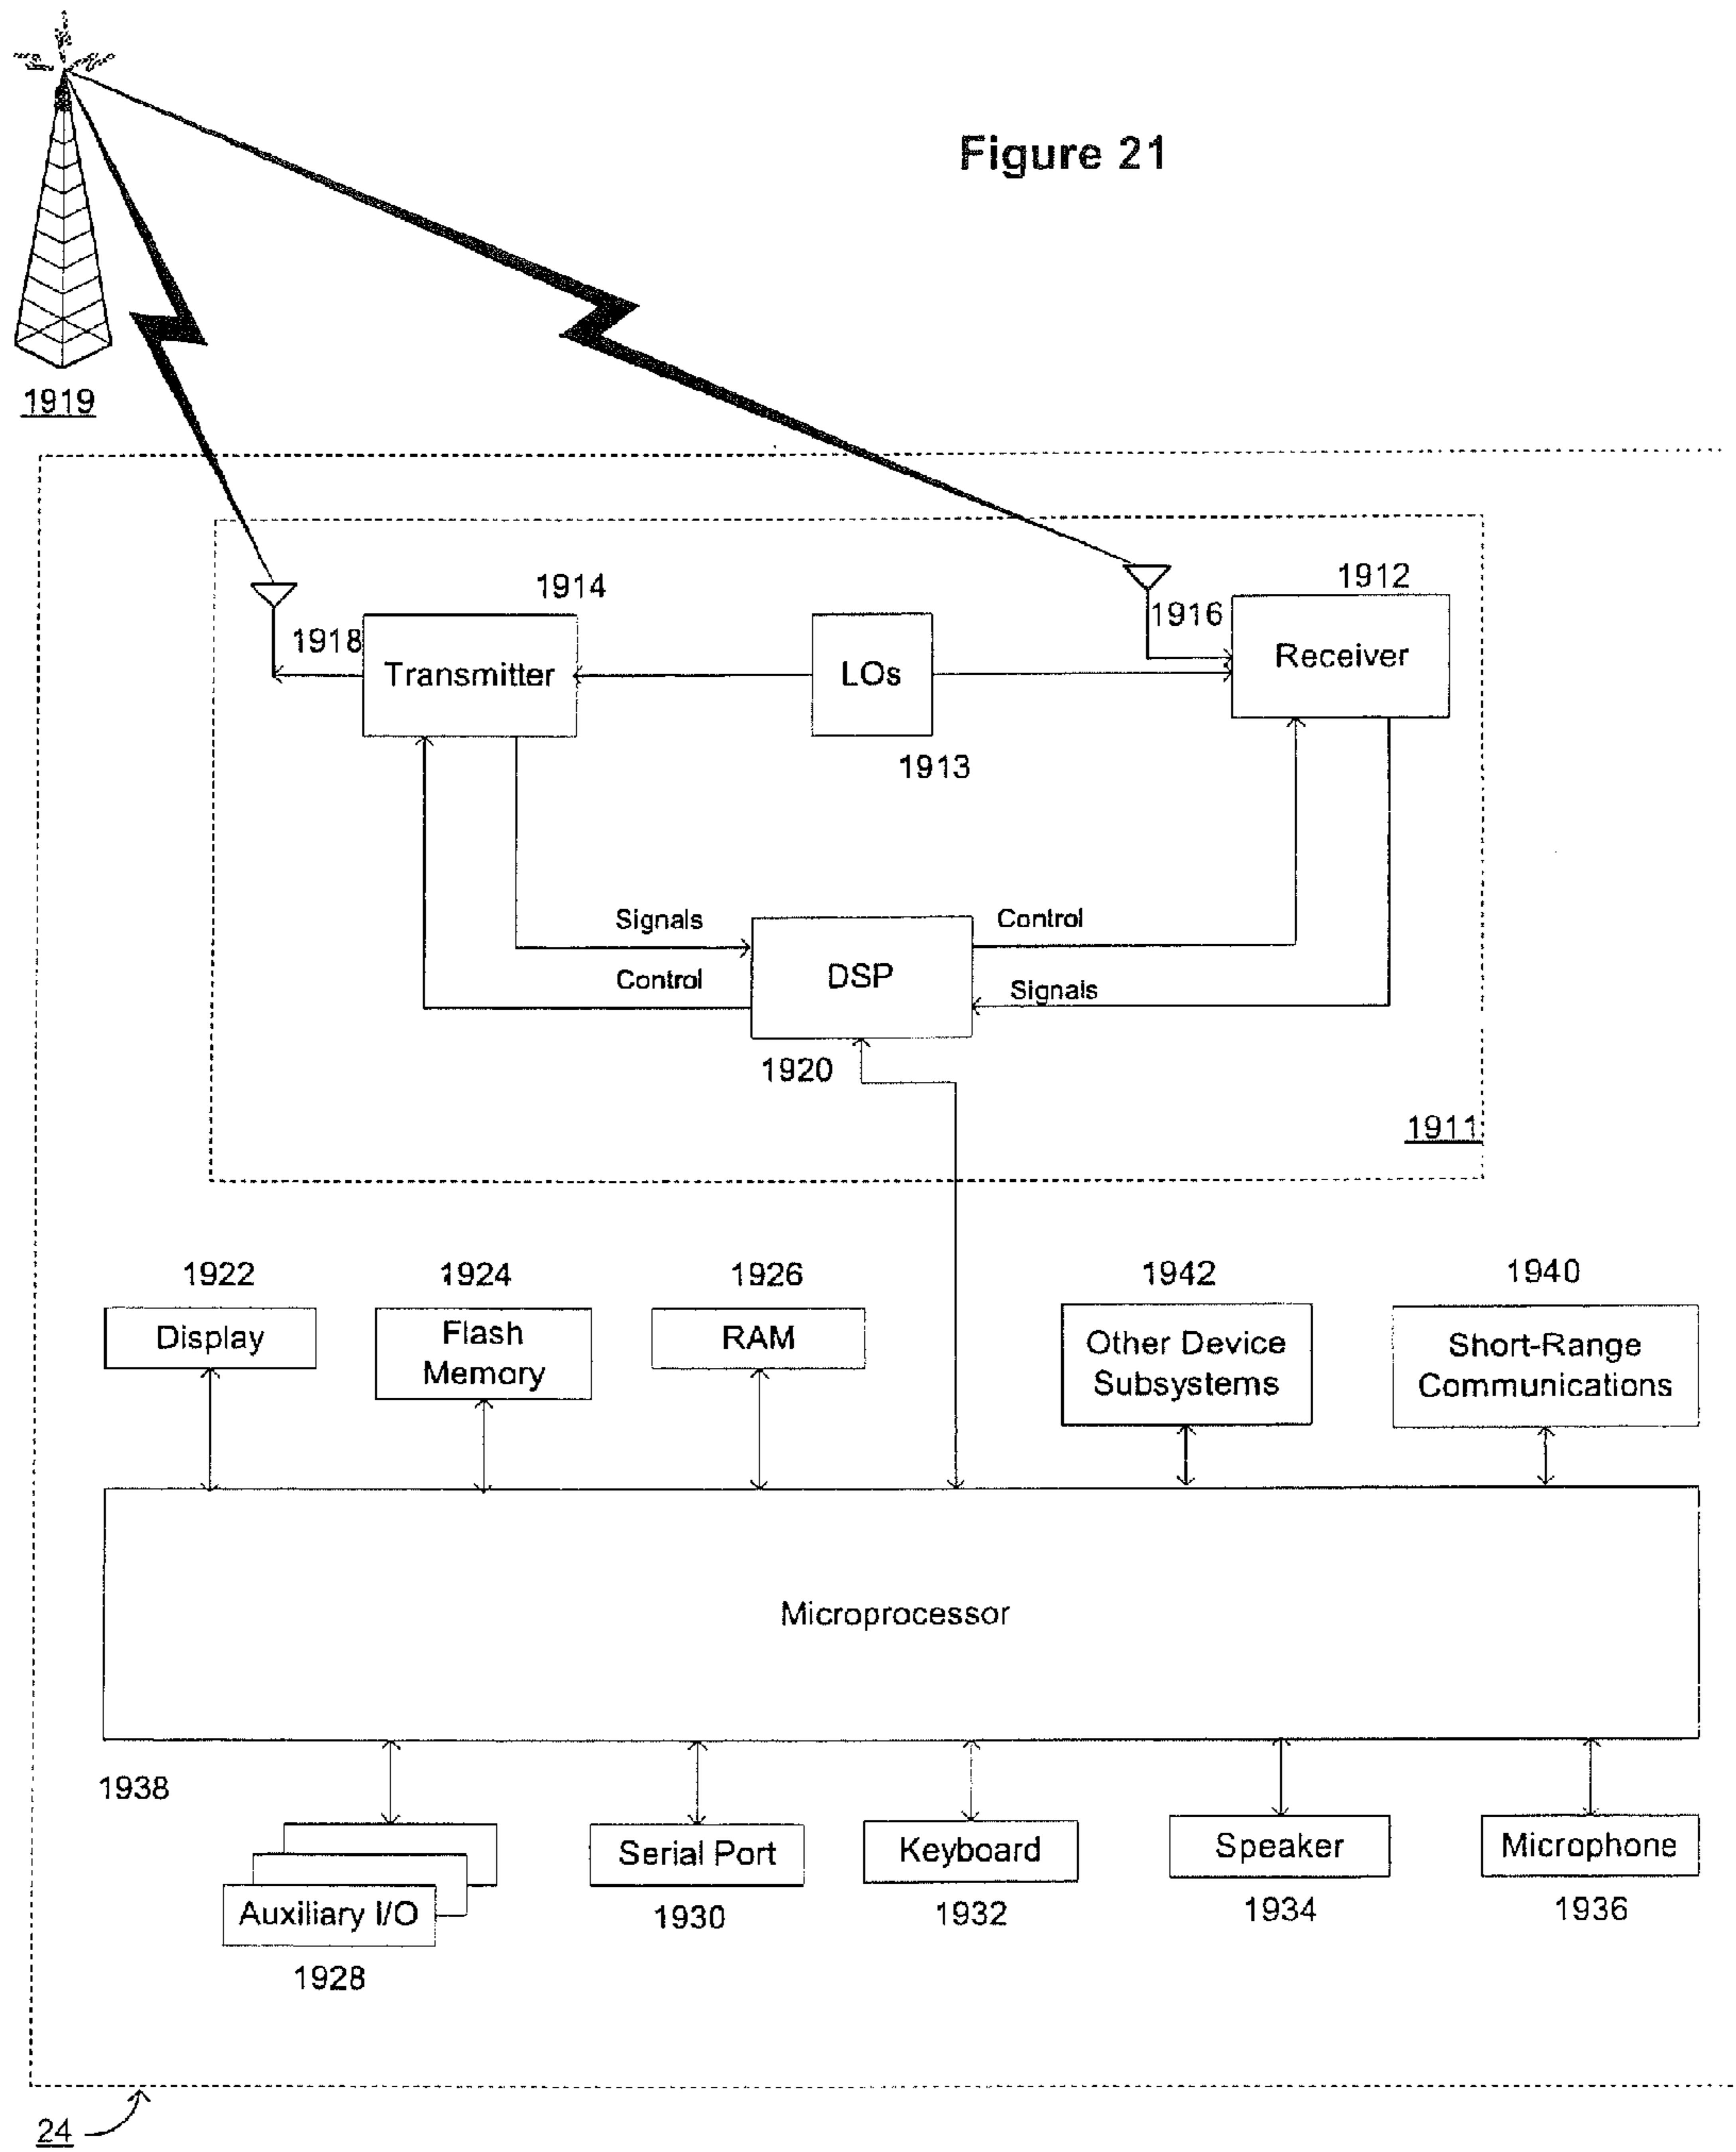 Figure 21
1919
1914
1912
1918
1916
Transmitter
LOs
Receiver
1913
Signals
Control
DSP
Control
Signals
1920
1911
1922
1924
1926
1942
1940
Display
Flash
Memory
RAM
Other Device
Subsystems
Short-Range
Communications
Microprocessor
1938
Auxiliary I/O
Serial Port
Keyboard
Speaker
Microphone
1928
1930
1932
1934
1936
24